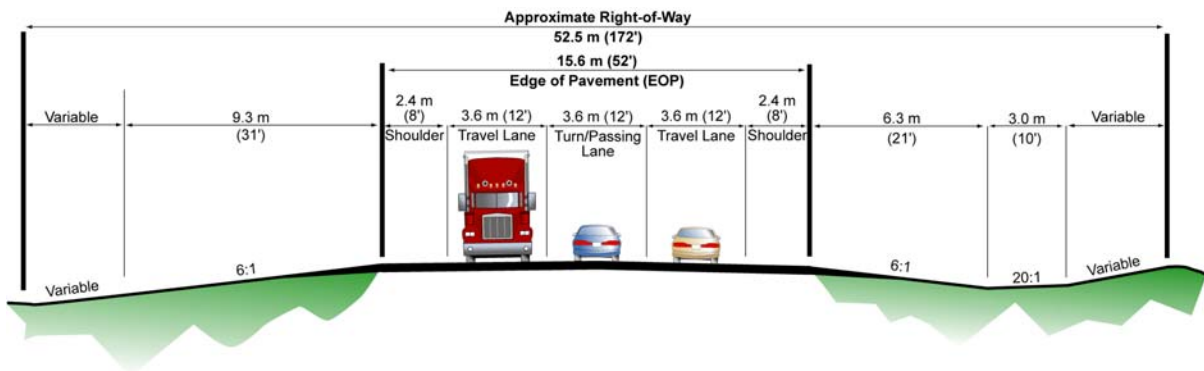 Approximate Right-of-Way
52.5 m (172')
15.6 m (52')
Edge of Pavement (EOP)
Variable
9.3 m
(31')
2.4 m
(8')
Shoulder
3.6 m (12')
Travel Lane
3.6 m (12')
Turn/Passing
Lane
3.6 m (12')
Travel Lane
2.4 m
(8')
Shoulder
6.3 m
(21')
3.0 m
(10')
Variable
Variable
6:1
6:1
20:1
Variable